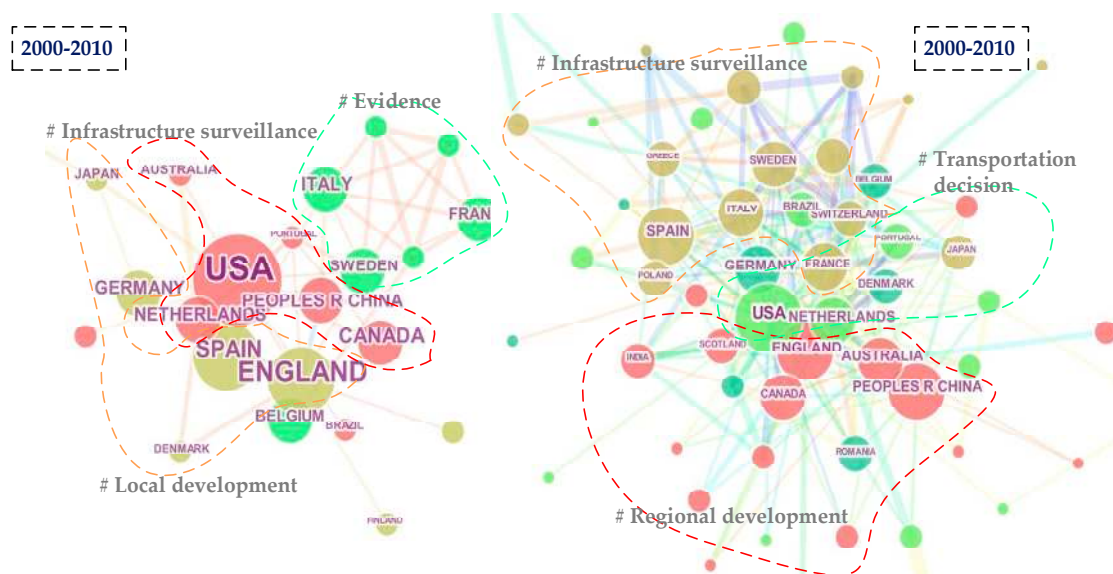 2000-2010
# Evidence
# Infrastructure surveillance
AUSTRALIA
JAPAN
ITALY
FRAN
PORTUGAL
USA
SWEDEN
GERMANY
PEOPLES R CHINA
NETHERLANDS
CANADA
SPAIN
ENGLAND
BELGIUM
BRAZIL
DENMARK
# Local development
FINLAND
2000-2010
# Infrastructure surveillance
GREECE
SWEDEN
# Transportation
decision
BELGIUM
ITALY
BRAZIL
SWITZERLAND
SPAIN
PORTUGAL
JAPAN
POLAND
GERMANY
FRANCE
DENMARK
USA
NETHERLANDS
SCOTLAND
ENGLAND
INDIA
AUSTRALIA
PEOPLES R CHINA
CANADA
ROMANIA
# Regional development